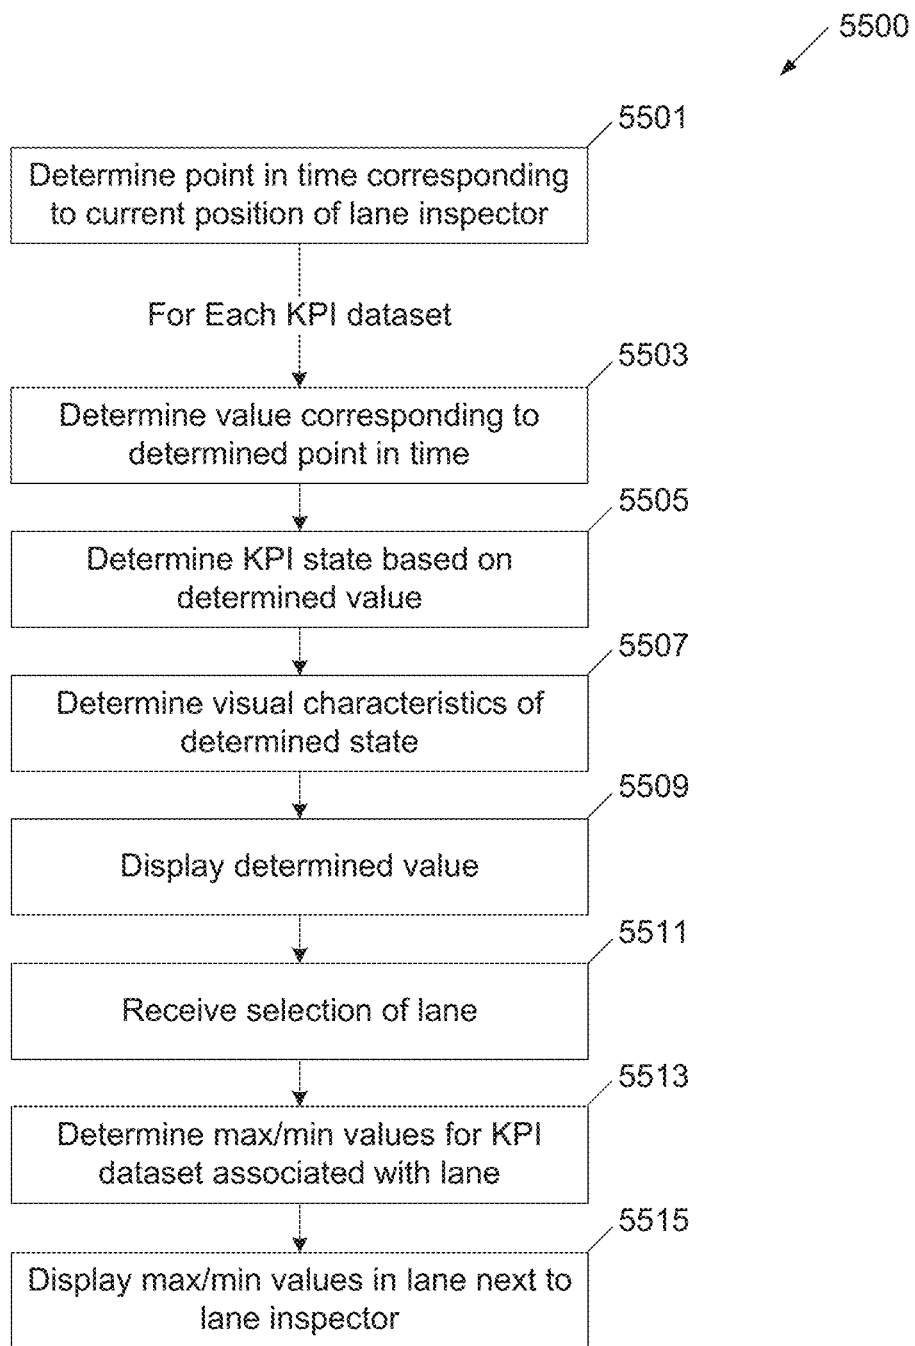 5500
5501
Determine point in time corresponding
to current position of lane inspector
For Each KPI dataset
5503
Determine value corresponding to
determined point in time
5505
Determine KPI state based on
determined value
5507
Determine visual characteristics of
determined state
5509
Display determined value
5511
Receive selection of lane
5513
Determine max/min values for KPI
dataset associated with lane
5515
Display max/min values in lane next to
lane inspector